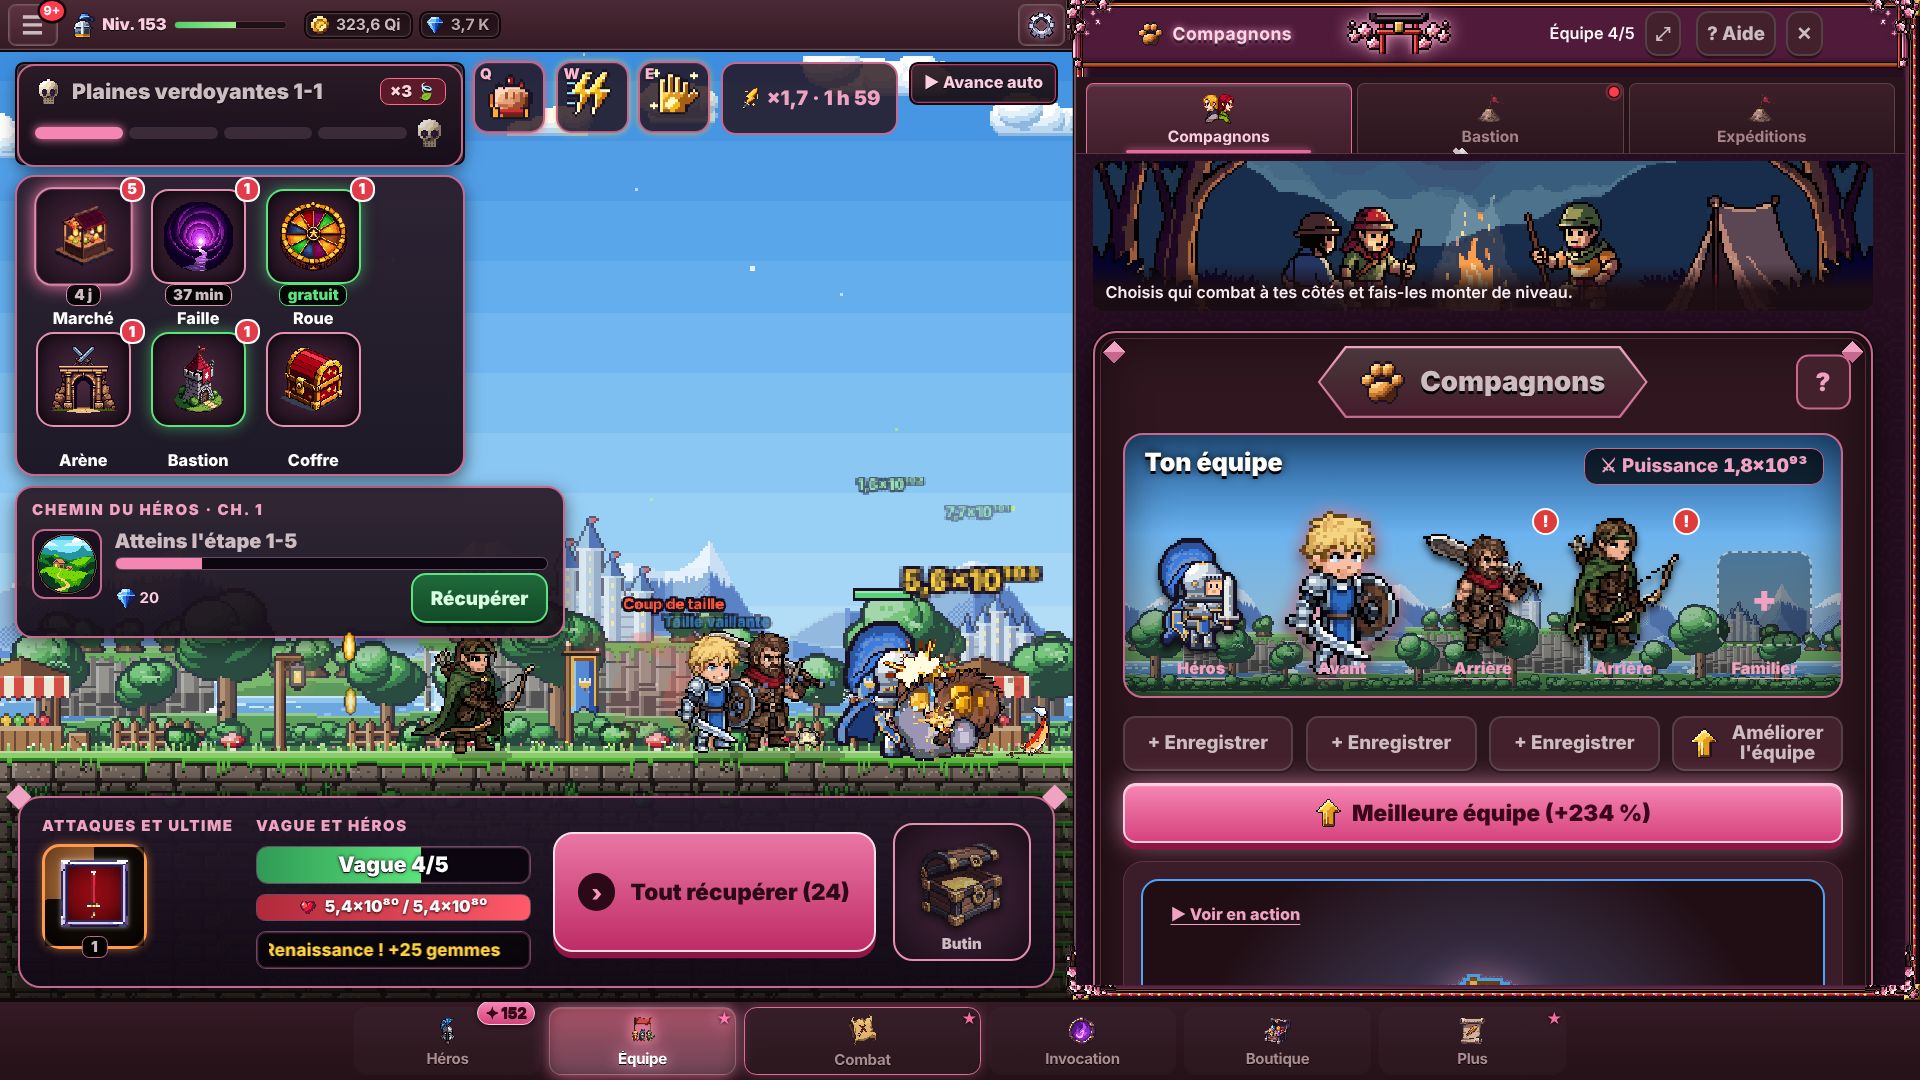 9+
Niv. 153
323,6 Qi
3,7 K
Plaines verdoyantes 1-1
×3
Q
W
E
×1,7 · 1 h 59
▶ Avance auto
5
1
1
4 j
37 min
gratuit
Marché
Faille
Roue
1
1
Arène
Bastion
Coffre
CHEMIN DU HÉROS · CH. 1
Atteins l'étape 1-5
20
Récupérer
5,6×10¹⁰³
Coup de taille
Taille vaillante
ATTAQUES ET ULTIME
1
VAGUE ET HÉROS
Vague 4/5
5,4×10⁸⁰ / 5,4×10⁸⁰
Renaissance ! +25 gemmes
Tout récupérer (24)
Butin
Compagnons
Équipe 4/5
? Aide
×
Compagnons
Bastion
Expéditions
Choisis qui combat à tes côtés et fais-les monter de niveau.
Compagnons
?
Ton équipe
Puissance 1,8×10⁹³
!
!
+
Héros
Avant
Arrière
Arrière
Familier
+ Enregistrer
+ Enregistrer
+ Enregistrer
Améliorer
l'équipe
Meilleure équipe (+234 %)
▶ Voir en action
152
Héros
Équipe
Combat
Invocation
Boutique
Plus